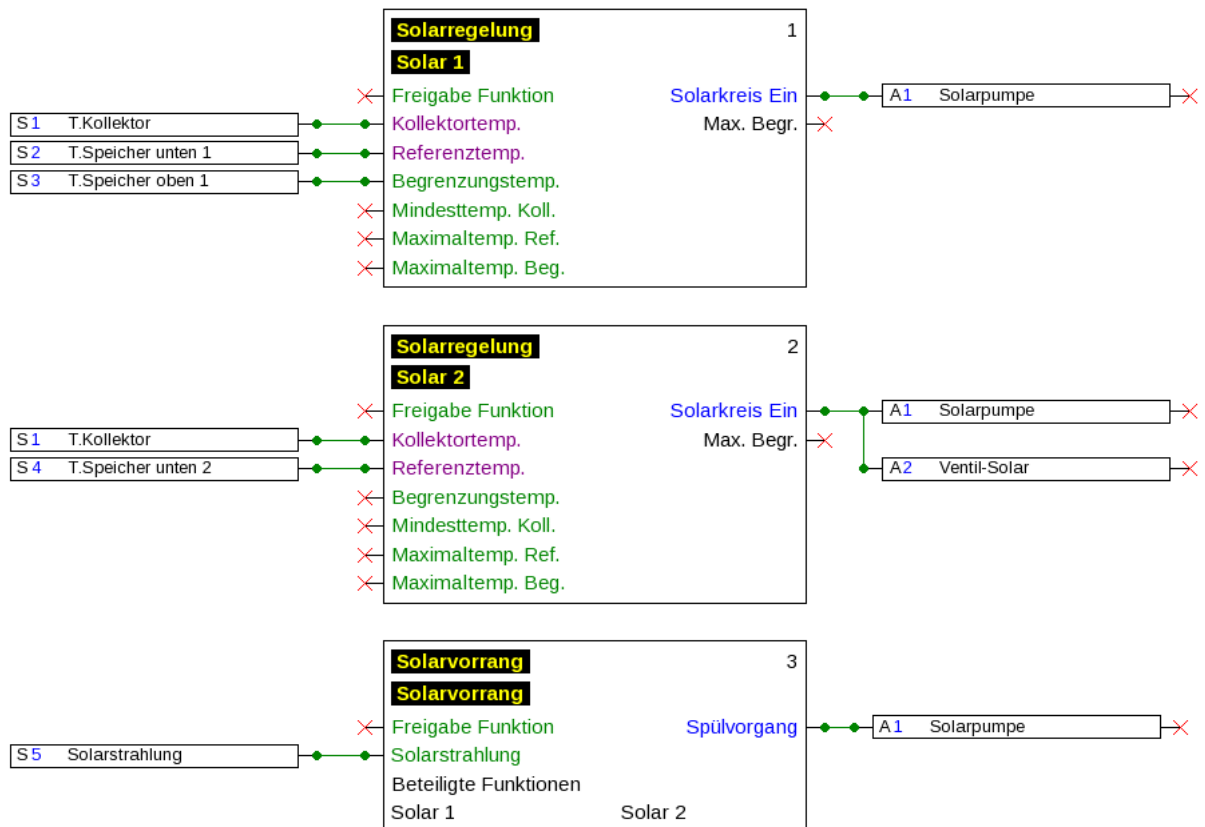 Solarregelung 1
Solar 1
Freigabe Funktion Solarkreis Ein A1 Solarpumpe
S1 T.Kollektor Kollektortemp. Max. Begr.
S2 T.Speicher unten 1 Referenztemp.
S3 T.Speicher oben 1 Begrenzungstemp.
Mindesttemp. Koll.
Maximaltemp. Ref.
Maximaltemp. Beg.
Solarregelung 2
Solar 2
Freigabe Funktion Solarkreis Ein A1 Solarpumpe
S1 T.Kollektor Kollektortemp. Max. Begr.
S4 T.Speicher unten 2 Referenztemp. A2 Ventil-Solar
Begrenzungstemp.
Mindesttemp. Koll.
Maximaltemp. Ref.
Maximaltemp. Beg.
Solarvorrang 3
Solarvorrang
Freigabe Funktion Spülvorgang A1 Solarpumpe
S5 Solarstrahlung Solarstrahlung
Beteiligte Funktionen
Solar 1 Solar 2